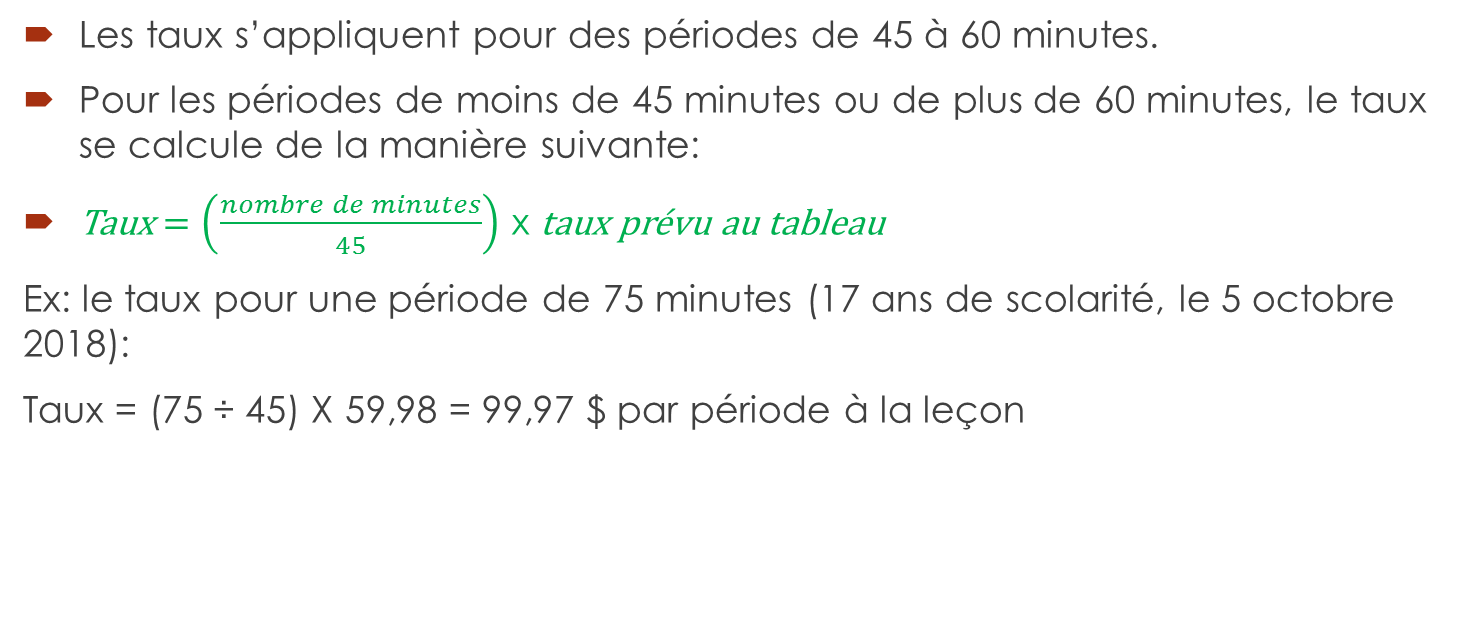 Les taux s’appliquent pour des périodes de 45 à 60 minutes.
Pour les périodes de moins de 45 minutes ou de plus de 60 minutes, le taux
se calcule de la manière suivante:
Taux = (nombre de minutes / 45) x taux prévu au tableau
Ex: le taux pour une période de 75 minutes (17 ans de scolarité, le 5 octobre
2018):
Taux = (75 ÷ 45) X 59,98 = 99,97 $ par période à la leçon